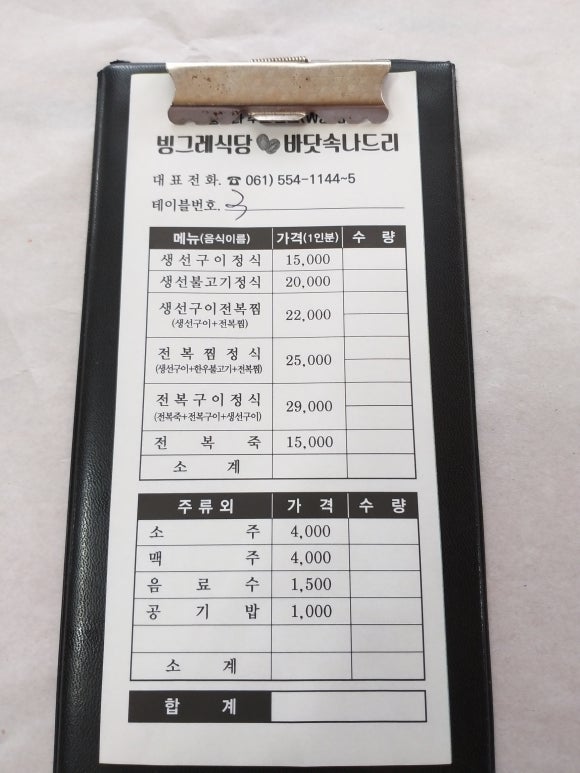 빙그레식당 바닷속나드리
대 표 전 화. ☎ 061) 554-1144~5
테이블번호. 3
메뉴(음식이름) 가격(1인분) 수 량
생선구이정식 15,000
생선불고기정식 20,000
생선구이전복찜 22,000
(생선구이+전복찜)
전 복 찜 정 식 25,000
(생선구이+한우불고기+전복찜)
전복구이정식 29,000
(전복죽+전복구이+생선구이)
전 복 죽 15,000
소 계
주 류 외 가 격 수 량
소 주 4,000
맥 주 4,000
음 료 수 1,500
공 기 밥 1,000
소 계
합 계